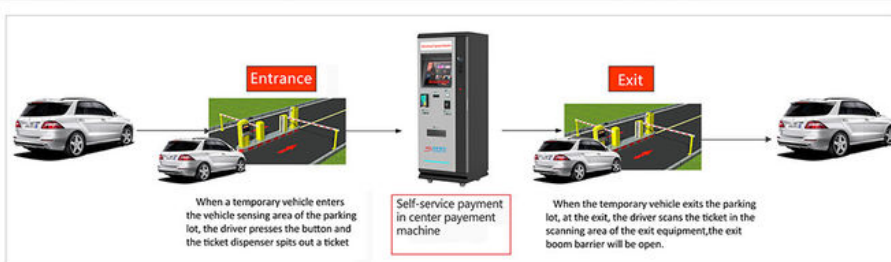 Entrance
Exit
When a temporary vehicle enters
the vehicle sensing area of the parking
lot, the driver presses the button and
the ticket dispenser spits out a ticket
Self-service payment
in center payement
machine
When the temporary vehicle exits the parking
lot, at the exit, the driver scans the ticket in the
scanning area of the exit equipment,the exit
boom barrier will be open.